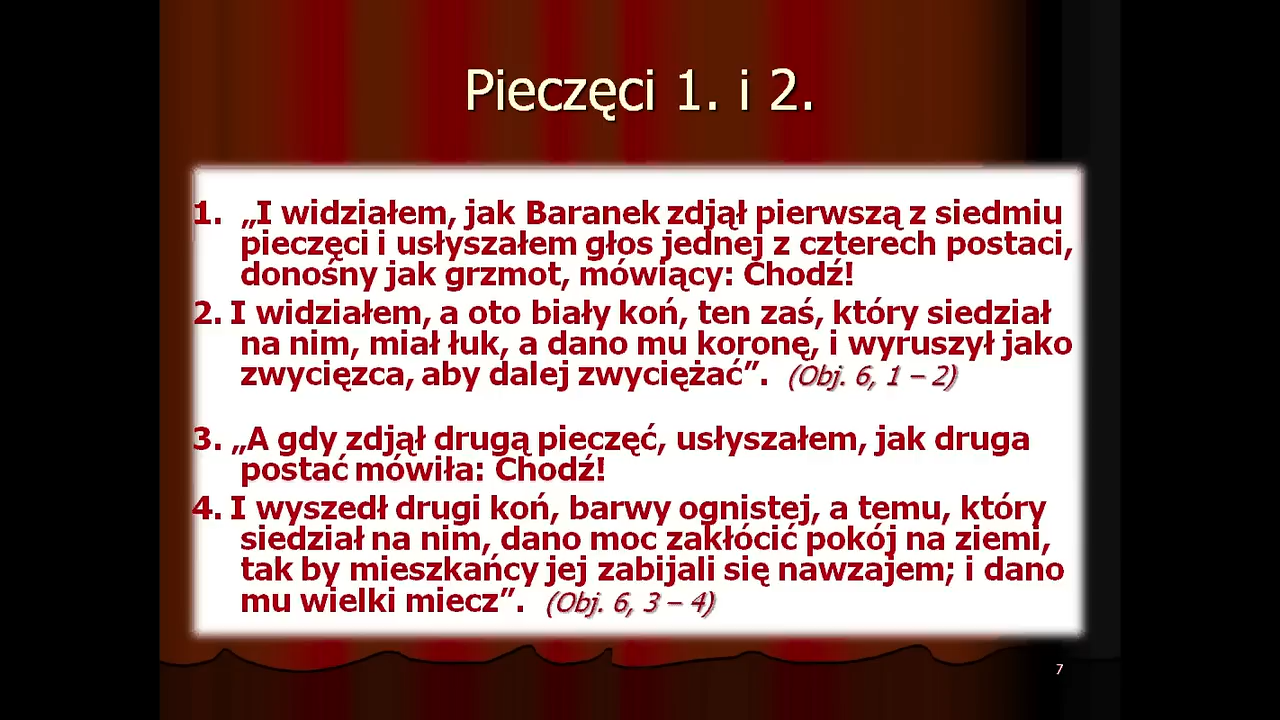 Pieczęci 1. i 2.
1. „I widziałem, jak Baranek zdjął pierwszą z siedmiu
pieczęci i usłyszałem głos jednej z czterech postaci,
donośny jak grzmot, mówiący: Chodź!
2. I widziałem, a oto biały koń, ten zaś, który siedział
na nim, miał łuk, a dano mu koronę, i wyruszył jako
zwycięzca, aby dalej zwyciężać”. (Obj. 6, 1 – 2)
3. „A gdy zdjął drugą pieczęć, usłyszałem, jak druga
postać mówiła: Chodź!
4. I wyszedł drugi koń, barwy ognistej, a temu, który
siedział na nim, dano moc zakłócić pokój na ziemi,
tak by mieszkańcy jej zabijali się nawzajem; i dano
mu wielki miecz”. (Obj. 6, 3 – 4)
7